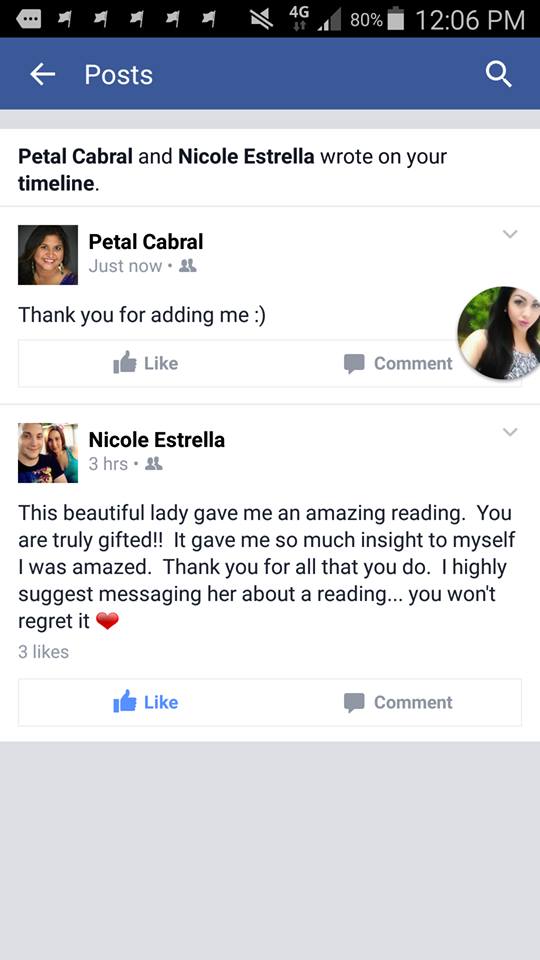 4G 80% 12:06 PM
Posts
Petal Cabral and Nicole Estrella wrote on your
timeline.
Petal Cabral
Just now •
Thank you for adding me :)
Like Comment
Nicole Estrella
3 hrs •
This beautiful lady gave me an amazing reading.  You
are truly gifted!!  It gave me so much insight to myself
I was amazed.  Thank you for all that you do.  I highly
suggest messaging her about a reading... you won't
regret it ❤
3 likes
Like Comment